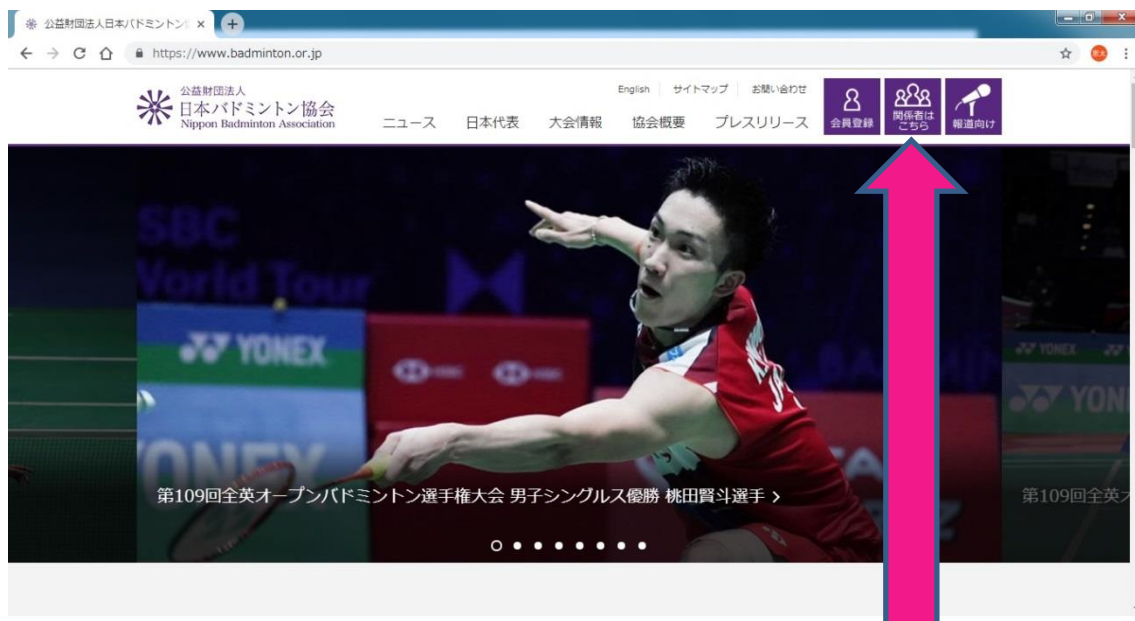 公益財団法人日本バドミントン
https://www.badminton.or.jp
公益財団法人
日本バドミントン協会
Nippon Badminton Association
English サイトマップ お問い合わせ
ニュース 日本代表 大会情報 協会概要 プレスリリース
会員登録
関係者は
こちら
報道向け
SBC
World Tour
YONEX
YONEX
ONEX
JA
YONEX
YONI
第109回全英オープンバドミントン選手権大会 男子シングルス優勝 桃田賢斗選手 ›
第109回全英オ